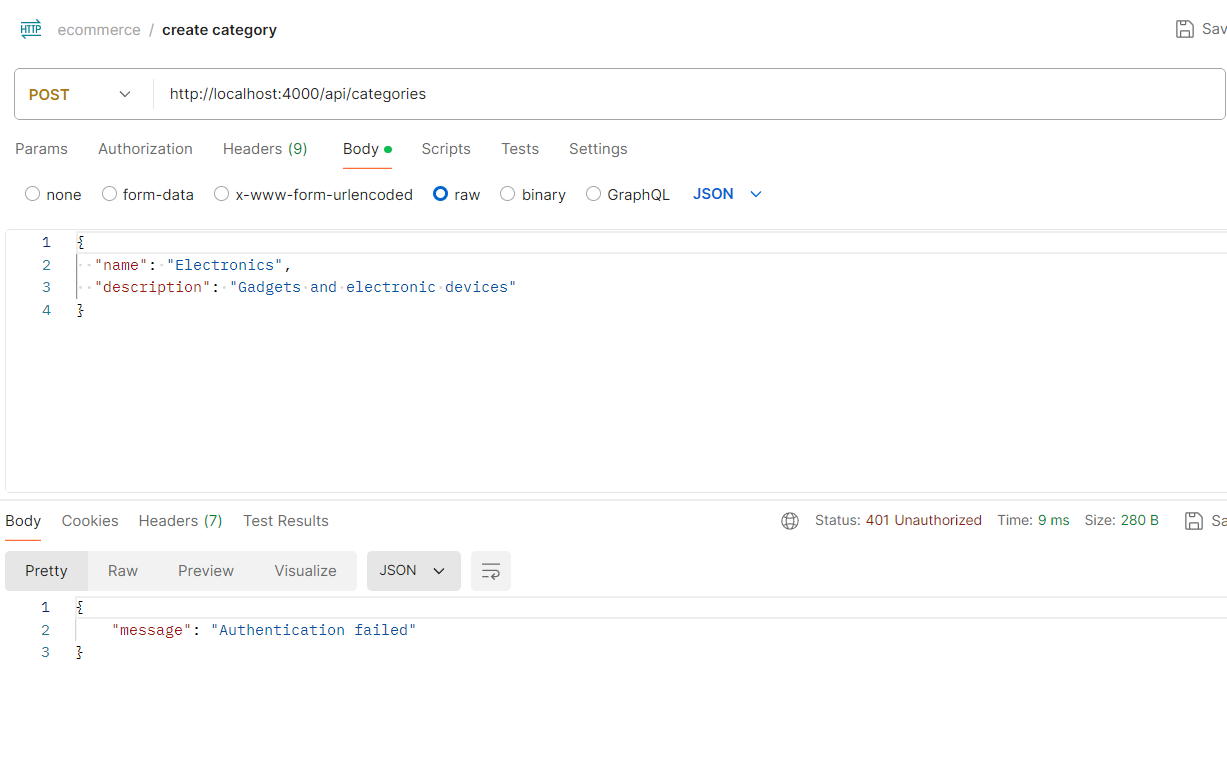 HTTP ecommerce / create category Sav
POST http://localhost:4000/api/categories
Params Authorization Headers (9) Body Scripts Tests Settings
none form-data x-www-form-urlencoded raw binary GraphQL JSON
1 {
2 "name": "Electronics",
3 "description": "Gadgets and electronic devices"
4 }
Body Cookies Headers (7) Test Results Status: 401 Unauthorized Time: 9 ms Size: 280 B Sa
Pretty Raw Preview Visualize JSON
1 {
2 "message": "Authentication failed"
3 }